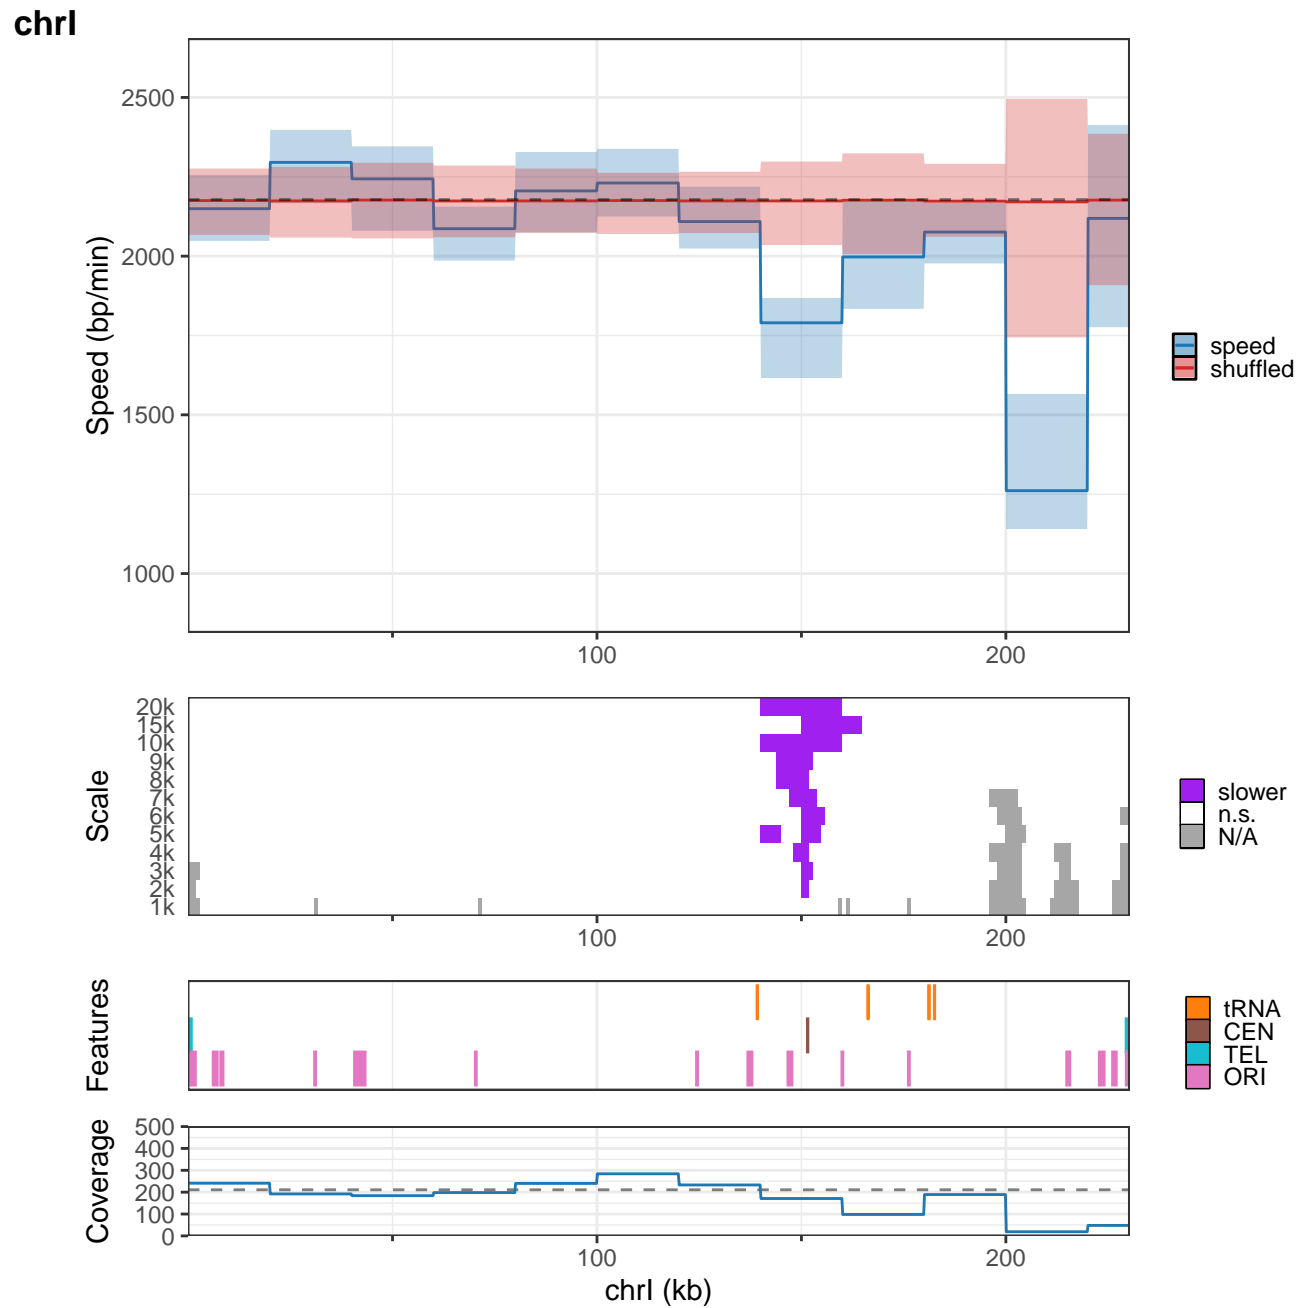 chrI
Speed (bp/min)
2500
2000
1500
1000
100
200
speed
shuffled
Scale
20k
15k
10k
9k
8k
7k
6k
5k
4k
3k
2k
1k
100
200
slower
n.s.
N/A
Features
tRNA
CEN
TEL
ORI
Coverage
500
400
300
200
100
0
100
200
chrI (kb)